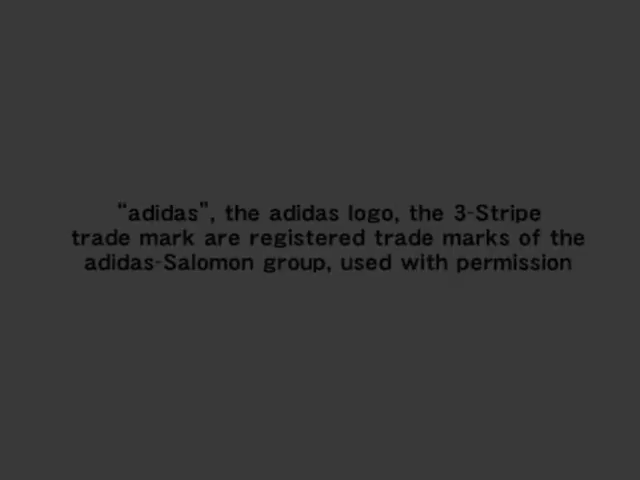 “adidas”, the adidas logo, the 3-Stripe
trade mark are registered trade marks of the
adidas-Salomon group, used with permission